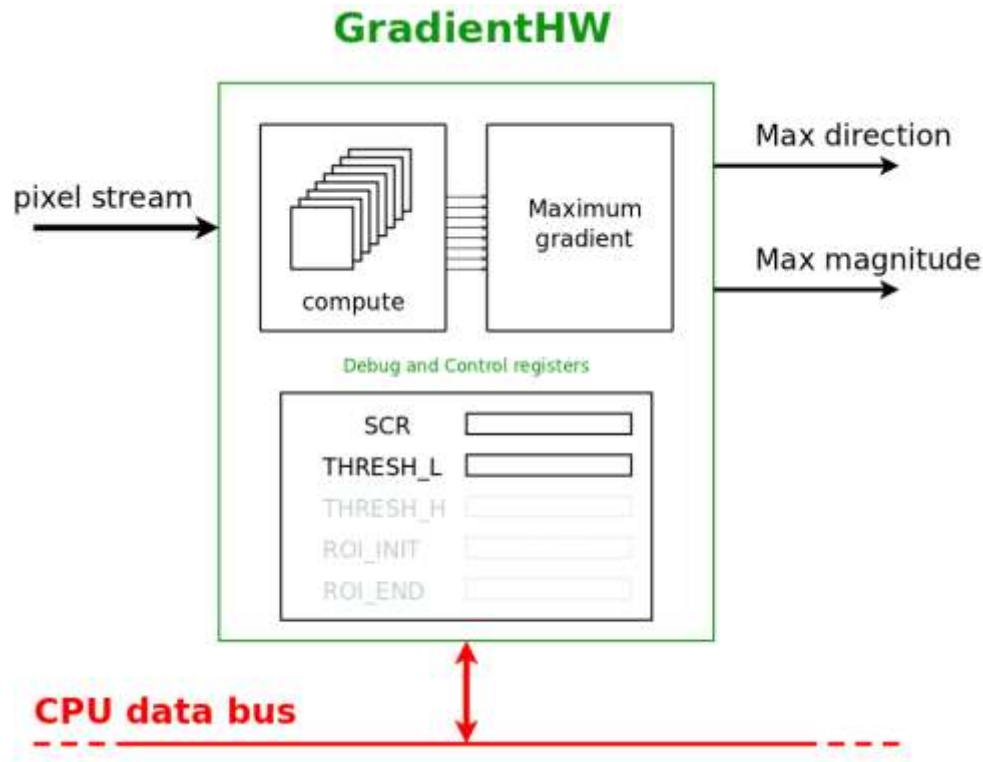 GradientHW
pixel stream
compute
Maximum
gradient
Max direction
Max magnitude
Debug and Control registers
SCR
THRESH_L
THRESH_H
ROI_INIT
ROI_END
CPU data bus